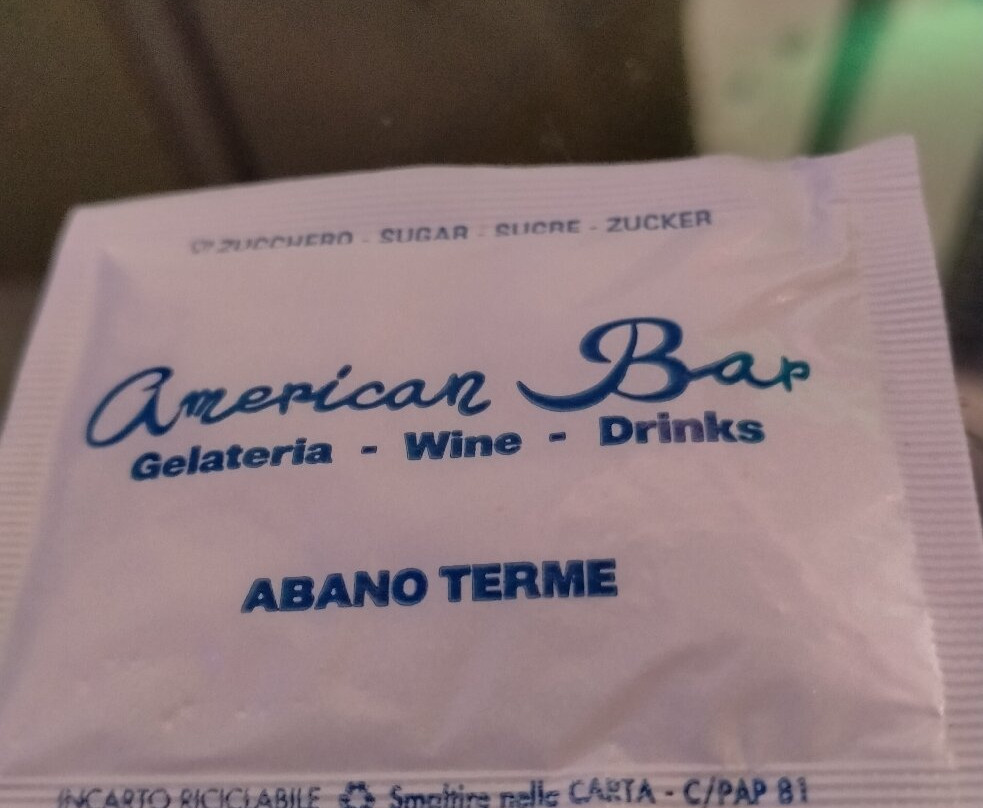 ZUCCHERO - SUGAR - SUCRE - ZUCKER
American Bar
Gelateria - Wine - Drinks
ABANO TERME
INCARTO RICICLABILE Smaltire nella CARTA - C/PAP 81